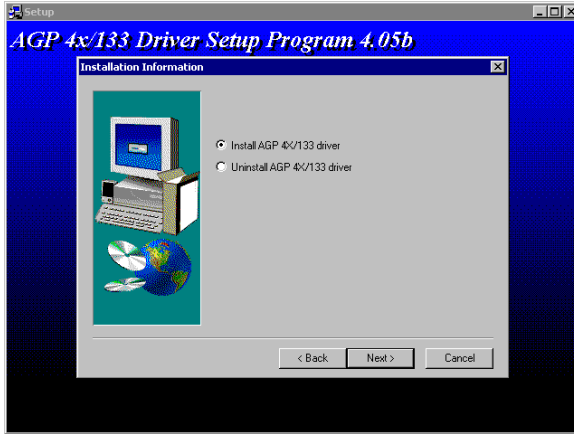 Setup
AGP 4x/133 Driver Setup Program 4.05b
Installation Information
Install AGP 4X/133 driver
Uninstall AGP 4X/133 driver
< Back
Next >
Cancel